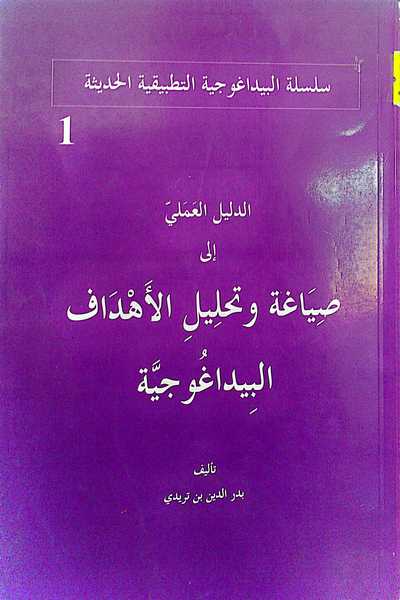 سلسلة البيداغوجية التطبيقية الحديثة
1
الدليل العَمَليّ
إلى
صِيَاغة وتحلِيلِ الأَهْدَاف
البِيداغُوجيَّة
تأليف
بدر الدين بن تريدي